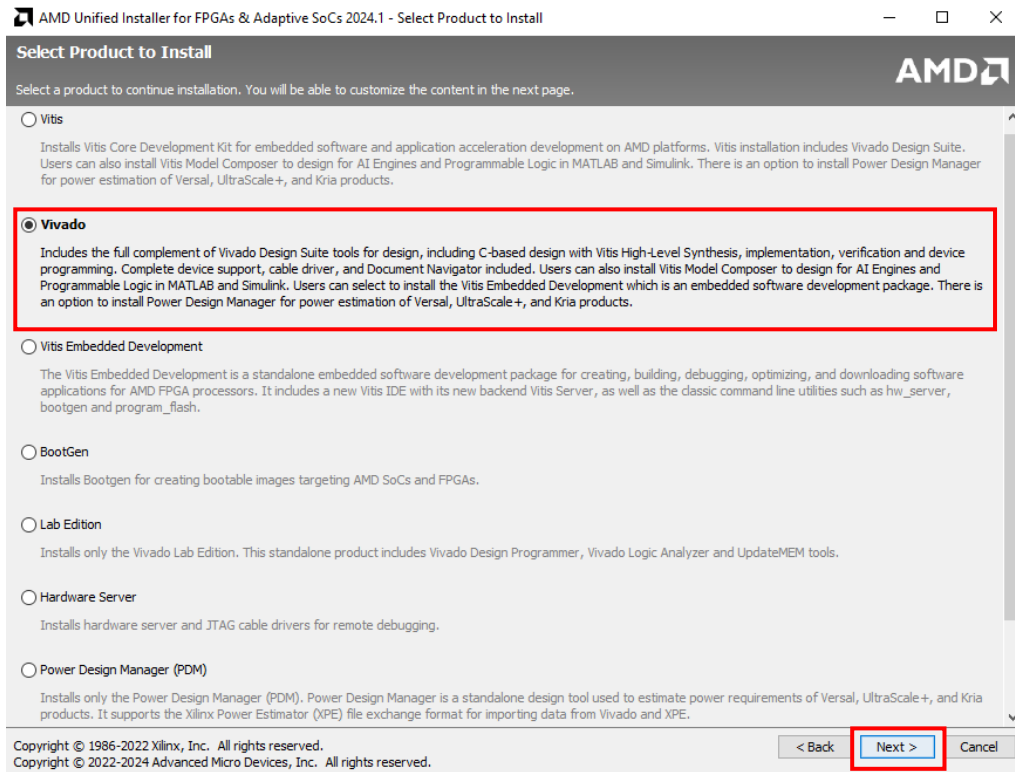 AMD Unified Installer for FPGAs & Adaptive SoCs 2024.1 - Select Product to Install
Select Product to Install
AMD
Select a product to continue installation. You will be able to customize the content in the next page.
Vitis
Installs Vitis Core Development Kit for embedded software and application acceleration development on AMD platforms. Vitis installation includes Vivado Design Suite.
Users can also install Vitis Model Composer to design for AI Engines and Programmable Logic in MATLAB and Simulink. There is an option to install Power Design Manager
for power estimation of Versal, UltraScale+, and Kria products.
Vivado
Includes the full complement of Vivado Design Suite tools for design, including C-based design with Vitis High-Level Synthesis, implementation, verification and device
programming. Complete device support, cable driver, and Document Navigator included. Users can also install Vitis Model Composer to design for AI Engines and
Programmable Logic in MATLAB and Simulink. Users can select to install the Vitis Embedded Development which is an embedded software development package. There is
an option to install Power Design Manager for power estimation of Versal, UltraScale+, and Kria products.
Vitis Embedded Development
The Vitis Embedded Development is a standalone embedded software development package for creating, building, debugging, optimizing, and downloading software
applications for AMD FPGA processors. It includes a new Vitis IDE with its new backend Vitis Server, as well as the classic command line utilities such as hw_server,
bootgen and program_flash.
BootGen
Installs Bootgen for creating bootable images targeting AMD SoCs and FPGAs.
Lab Edition
Installs only the Vivado Lab Edition. This standalone product includes Vivado Design Programmer, Vivado Logic Analyzer and UpdateMEM tools.
Hardware Server
Installs hardware server and JTAG cable drivers for remote debugging.
Power Design Manager (PDM)
Installs only the Power Design Manager (PDM). Power Design Manager is a standalone design tool used to estimate power requirements of Versal, UltraScale+, and Kria
products. It supports the Xilinx Power Estimator (XPE) file exchange format for importing data from Vivado and XPE.
Copyright © 1986-2022 Xilinx, Inc. All rights reserved.
Copyright © 2022-2024 Advanced Micro Devices, Inc. All rights reserved.
< Back
Next >
Cancel